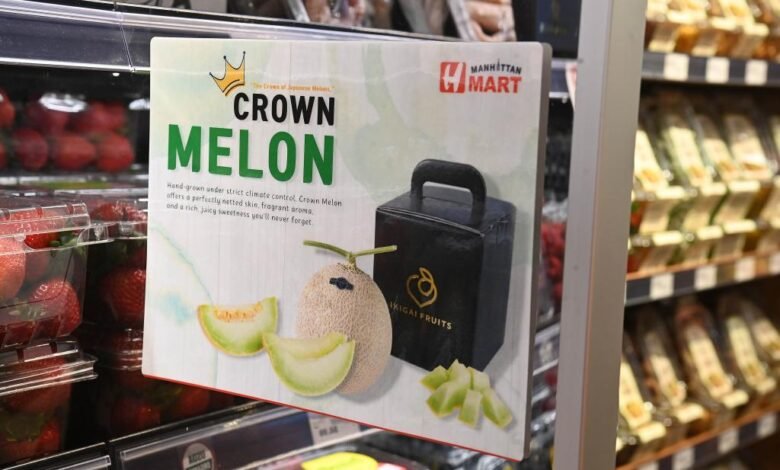 The Crown of Japanese Melons.
CROWN
MELON
Hand-grown under strict climate control, Crown Melon
offers a perfectly netted skin, fragrant aroma,
and a rich, juicy sweetness you'll never forget.
MANHATTAN
MART
IKIGAI FRUITS